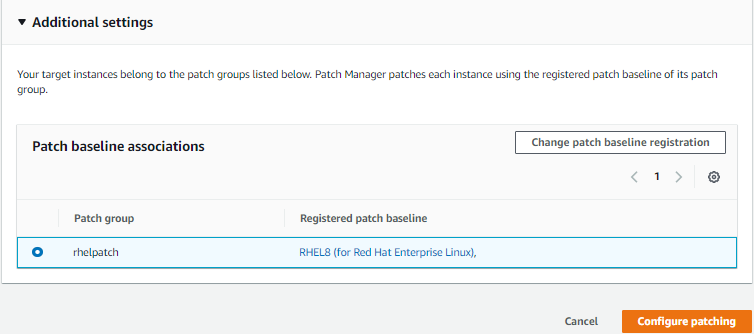 Additional settings
Your target instances belong to the patch groups listed below. Patch Manager patches each instance using the registered patch baseline of its patch
group.
Patch baseline associations
Change patch baseline registration
1
Patch group
Registered patch baseline
rhelpatch
RHEL8 (for Red Hat Enterprise Linux),
Cancel
Configure patching